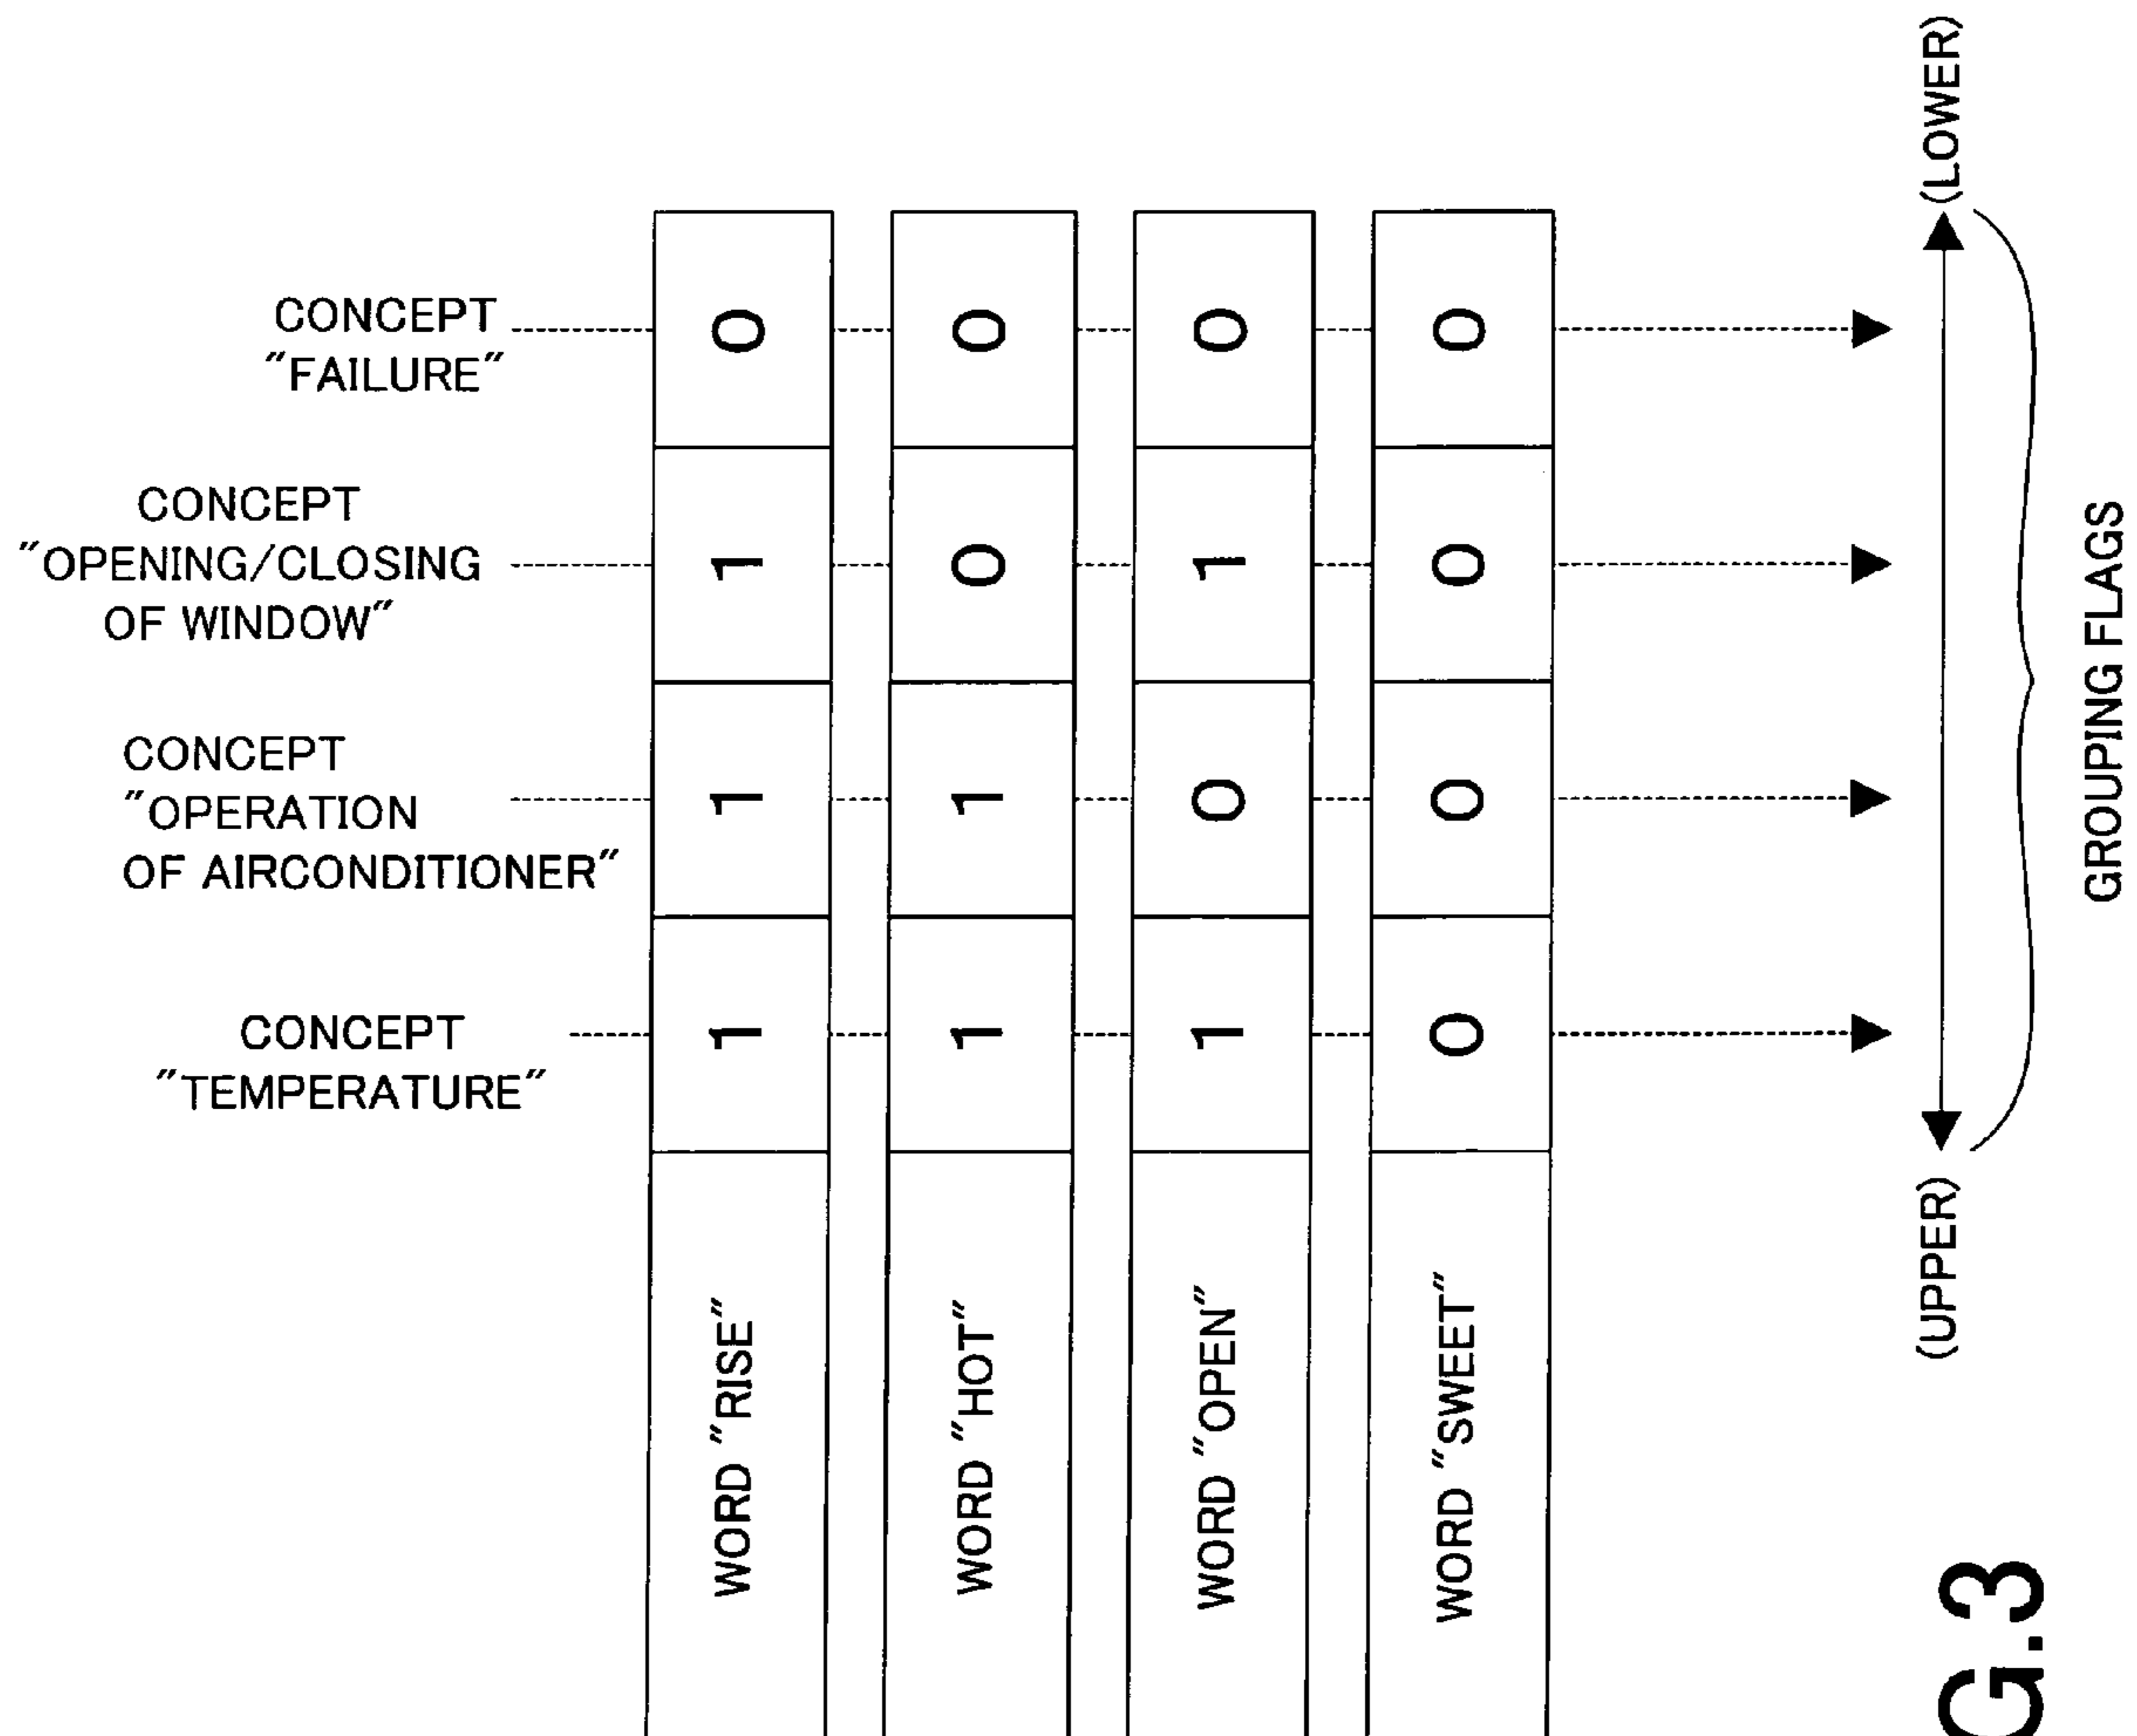 CONCEPT
"FAILURE"
CONCEPT
"OPENING/CLOSING
OF WINDOW"
CONCEPT
"OPERATION
OF AIRCONDITIONER"
CONCEPT
"TEMPERATURE"
WORD "RISE" 1 1 1 0
WORD "HOT" 1 1 0 0
WORD "OPEN" 1 0 1 0
WORD "SWEET" 0 0 0 0
(UPPER) (LOWER)
GROUPING FLAGS
G.3